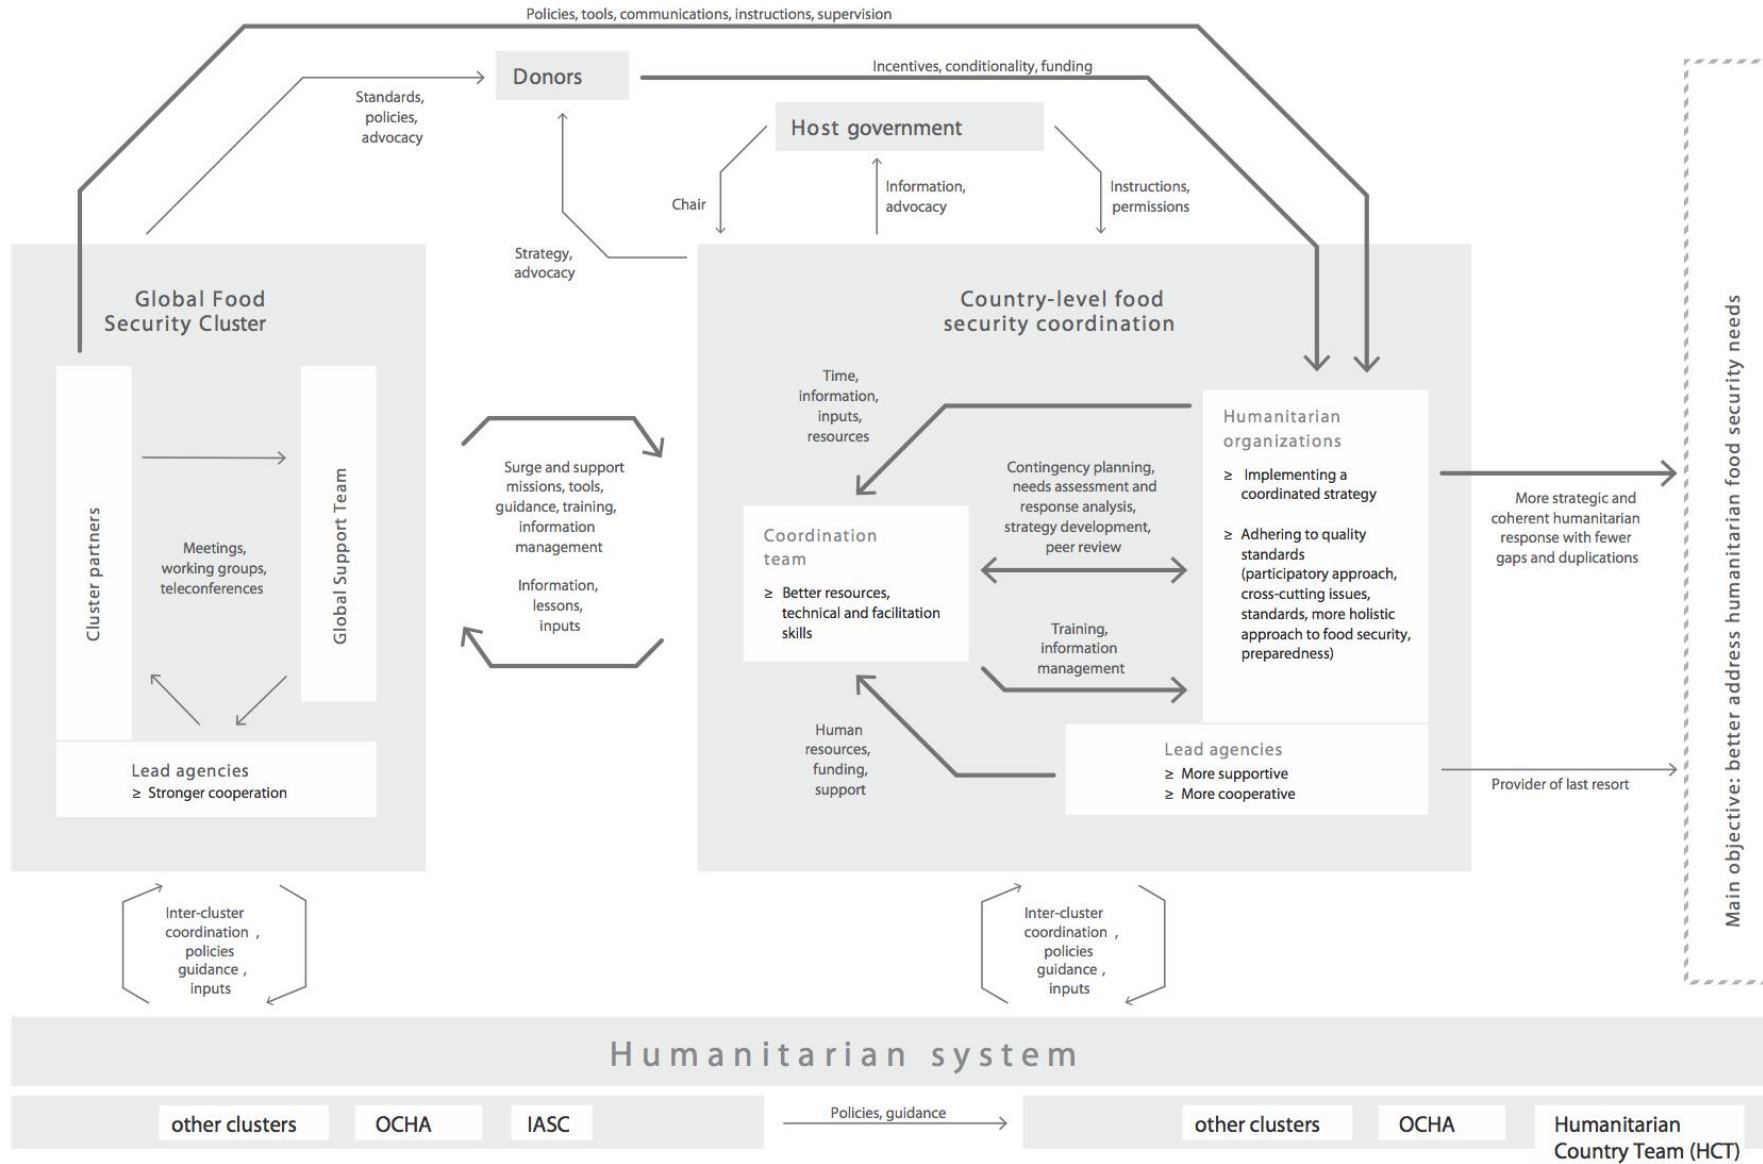 Policies, tools, communications, instructions, supervision
Donors
Incentives, conditionality, funding
Standards,
policies,
advocacy
Host government
Chair
Information,
advocacy
Instructions,
permissions
Strategy,
advocacy
Global Food
Security Cluster
Cluster partners
Global Support Team
Meetings,
working groups,
teleconferences
Lead agencies
≥ Stronger cooperation
Surge and support
missions, tools,
guidance, training,
information
management
Information,
lessons,
inputs
Country-level food
security coordination
Time,
information,
inputs,
resources
Coordination
team
≥ Better resources,
technical and facilitation
skills
Contingency planning,
needs assessment and
response analysis,
strategy development,
peer review
Training,
information
management
Human
resources,
funding,
support
Humanitarian
organizations
≥ Implementing a
coordinated strategy
≥ Adhering to quality
standards
(participatory approach,
cross-cutting issues,
standards, more holistic
approach to food security,
preparedness)
Lead agencies
≥ More supportive
≥ More cooperative
More strategic and
coherent humanitarian
response with fewer
gaps and duplications
Provider of last resort
Main objective: better address humanitarian food security needs
Inter-cluster
coordination ,
policies
guidance ,
inputs
Inter-cluster
coordination ,
policies
guidance ,
inputs
Humanitarian system
other clusters
OCHA
IASC
Policies, guidance
other clusters
OCHA
Humanitarian
Country Team (HCT)